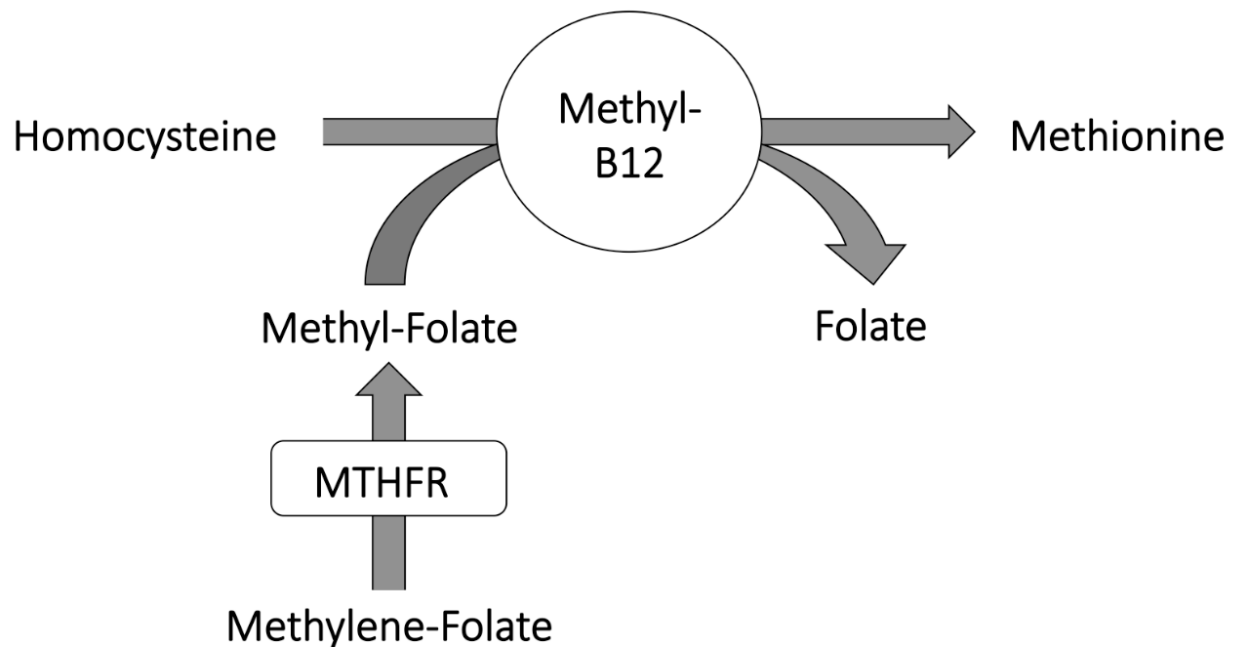 Methyl-
B12
Homocysteine
Methionine
Methyl-Folate
Folate
MTHFR
Methylene-Folate